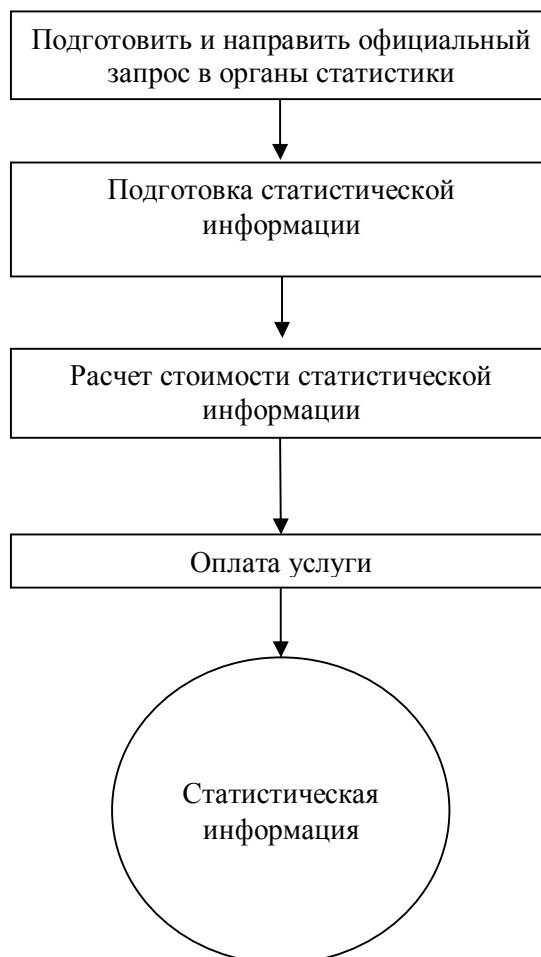 Подготовить и направить официальный
запрос в органы статистики
Подготовка статистической
информации
Расчет стоимости статистической
информации
Оплата услуги
Статистическая
информация